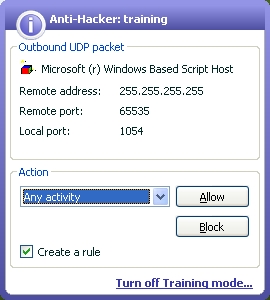 Anti-Hacker: training
Outbound UDP packet
Microsoft (r) Windows Based Script Host
Remote address: 255.255.255.255
Remote port: 65535
Local port: 1054
Action
Any activity
Allow
Block
Create a rule
Turn off Training mode...